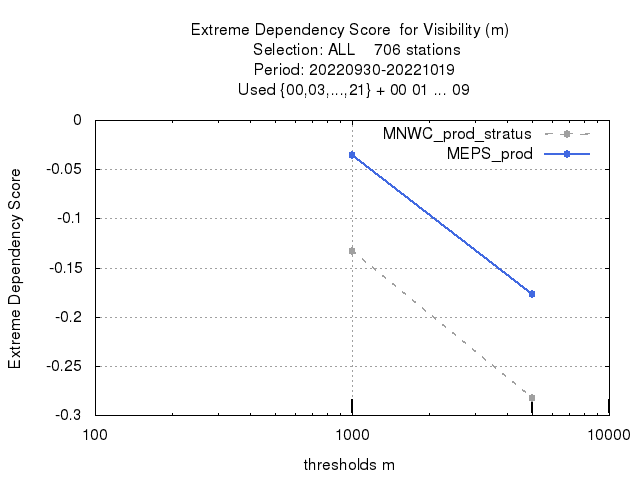 Extreme Dependency Score  for Visibility (m)
Selection: ALL    706 stations
Period: 20220930-20221019
Used {00,03,...,21} + 00 01 ... 09
MNWC_prod_stratus
MEPS_prod
0
-0.05
-0.1
-0.15
-0.2
-0.25
-0.3
Extreme Dependency Score
100
1000
10000
thresholds m